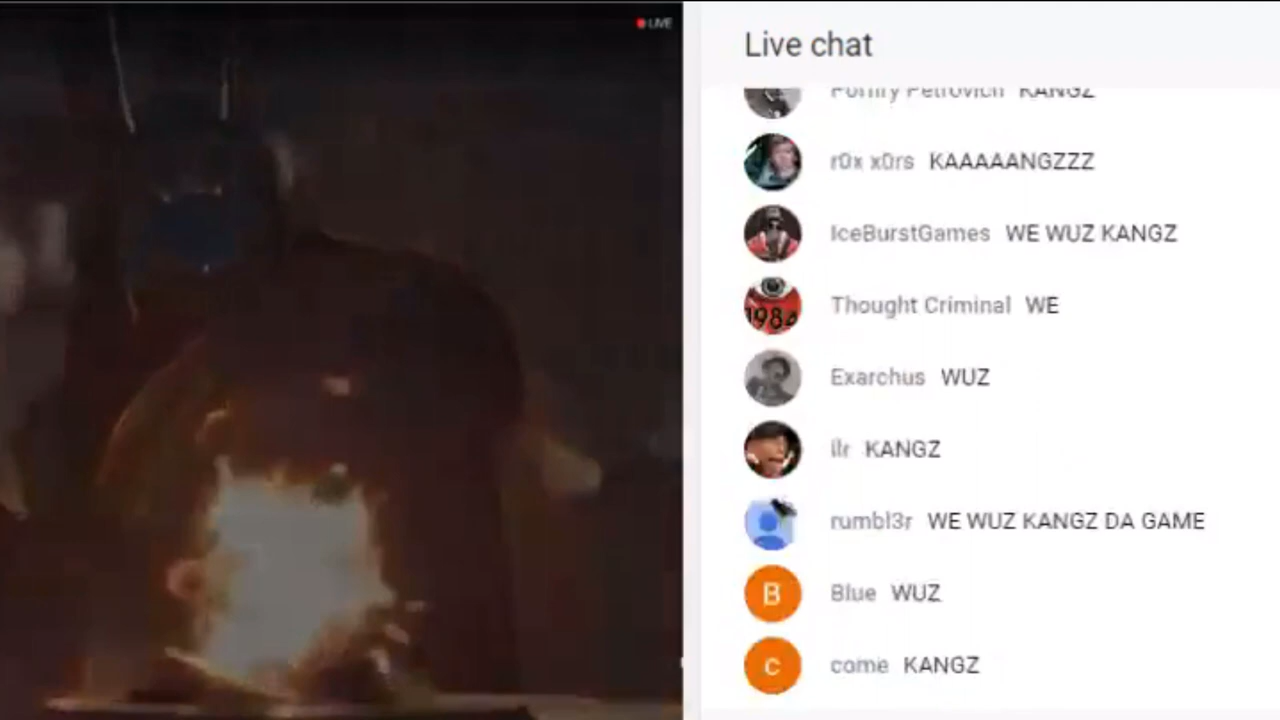 LIVE
Live chat
KANGZ
r0x x0rs KAAAAANGZZZ
IceBurstGames WE WUZ KANGZ
1984
Thought Criminal WE
Exarchus WUZ
KANGZ
rumbl3r WE WUZ KANGZ DA GAME
B Blue WUZ
c come KANGZ